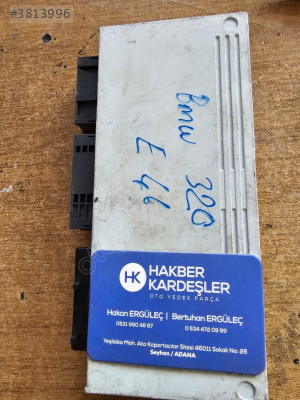 #3813996
Bmw 320
E 46
HK
HAKBER
KARDEŞLER
OTO YEDEK PARÇA
Hakan ERGÜLEÇ | Bertuhan ERGÜLEÇ
0531 990 48 67 0 534 472 09 99
Yeşiloba Mah. Ata Kaportacılar Sitesi 46011 Sokak No. 26
Seyhan / ADANA